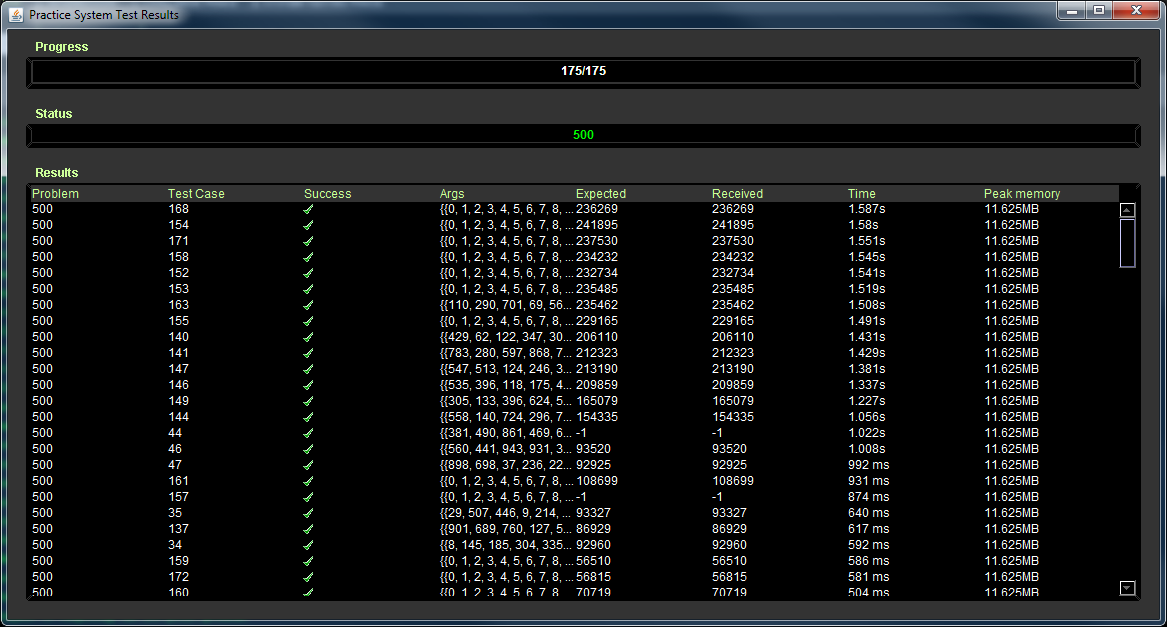 Practice System Test Results
Progress
175/175
Status
500
Results
Problem Test Case Success Args Expected Received Time Peak memory
500 168 {{0, 1, 2, 3, 4, 5, 6, 7, 8, ... 236269 236269 1.587s 11.625MB
500 154 {{0, 1, 2, 3, 4, 5, 6, 7, 8, ... 241895 241895 1.58s 11.625MB
500 171 {{0, 1, 2, 3, 4, 5, 6, 7, 8, ... 237530 237530 1.551s 11.625MB
500 158 {{0, 1, 2, 3, 4, 5, 6, 7, 8, ... 234232 234232 1.545s 11.625MB
500 152 {{0, 1, 2, 3, 4, 5, 6, 7, 8, ... 232734 232734 1.541s 11.625MB
500 153 {{0, 1, 2, 3, 4, 5, 6, 7, 8, ... 235485 235485 1.519s 11.625MB
500 163 {{110, 290, 701, 69, 56... 235462 235462 1.508s 11.625MB
500 155 {{0, 1, 2, 3, 4, 5, 6, 7, 8, ... 229165 229165 1.491s 11.625MB
500 140 {{429, 62, 122, 347, 30... 206110 206110 1.431s 11.625MB
500 141 {{783, 280, 597, 868, 7... 212323 212323 1.429s 11.625MB
500 147 {{547, 513, 124, 246, 3... 213190 213190 1.381s 11.625MB
500 146 {{535, 396, 118, 175, 4... 209859 209859 1.337s 11.625MB
500 149 {{305, 133, 396, 624, 5... 165079 165079 1.227s 11.625MB
500 144 {{558, 140, 724, 296, 7... 154335 154335 1.056s 11.625MB
500 44 {{381, 490, 861, 469, 6... -1 -1 1.022s 11.625MB
500 46 {{560, 441, 943, 931, 3... 93520 93520 1.008s 11.625MB
500 47 {{898, 698, 37, 236, 22... 92925 92925 992 ms 11.625MB
500 161 {{0, 1, 2, 3, 4, 5, 6, 7, 8, ... 108699 108699 931 ms 11.625MB
500 157 {{0, 1, 2, 3, 4, 5, 6, 7, 8, ... -1 -1 874 ms 11.625MB
500 35 {{29, 507, 446, 9, 214, ... 93327 93327 640 ms 11.625MB
500 137 {{901, 689, 760, 127, 5... 86929 86929 617 ms 11.625MB
500 34 {{8, 145, 185, 304, 335... 92960 92960 592 ms 11.625MB
500 159 {{0, 1, 2, 3, 4, 5, 6, 7, 8, ... 56510 56510 586 ms 11.625MB
500 172 {{0, 1, 2, 3, 4, 5, 6, 7, 8, ... 56815 56815 581 ms 11.625MB
500 160 {{0, 1, 2, 3, 4, 5, 6, 7, 8, ... 70719 70719 504 ms 11.625MB